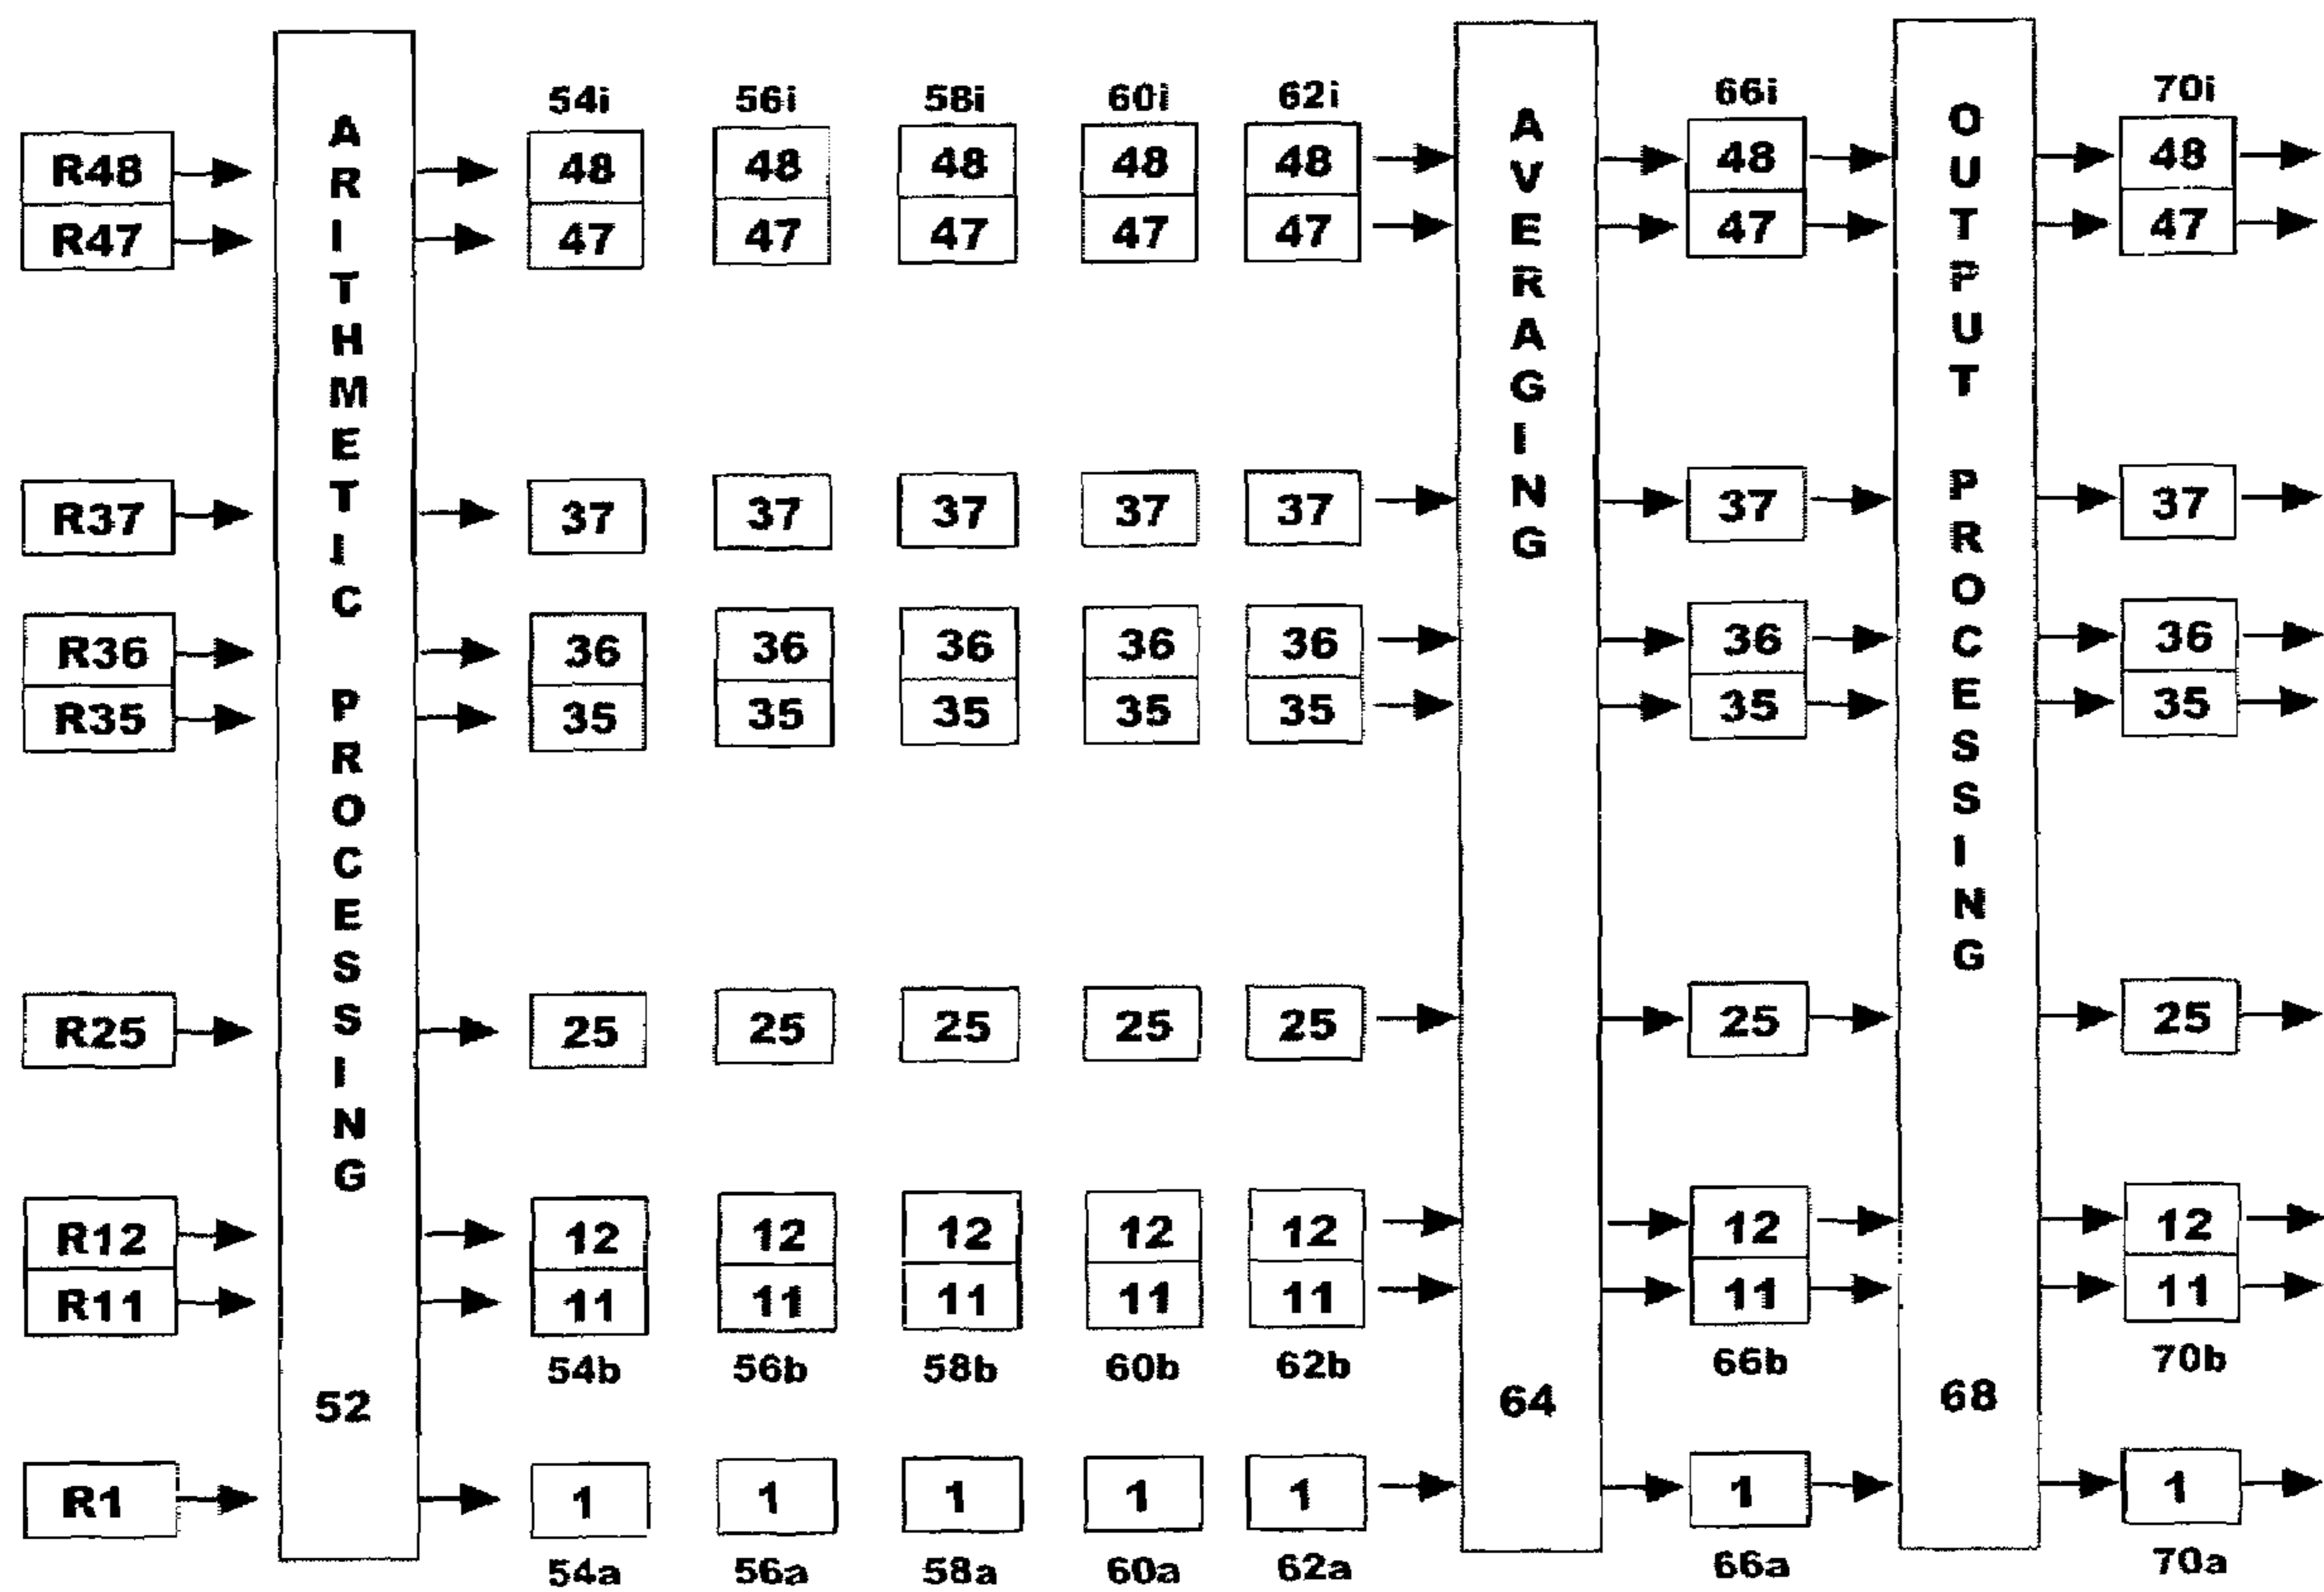 54i 56i 58i 60i 62i 66i 70i
R48 48 48 48 48 48 48 48
R47 47 47 47 47 47 47 47
R37 37 37 37 37 37 37 37
R36 36 36 36 36 36 36 36
R35 35 35 35 35 35 35 35
R25 25 25 25 25 25 25 25
R12 12 12 12 12 12 12 12
R11 11 11 11 11 11 11 11
54b 56b 58b 60b 62b 66b 70b
R1 1 1 1 1 1 1 1
54a 56a 58a 60a 62a 66a 70a
ARITHMETIC PROCESSING
52
AVERAGING
64
OUTPUT PROCESSING
68